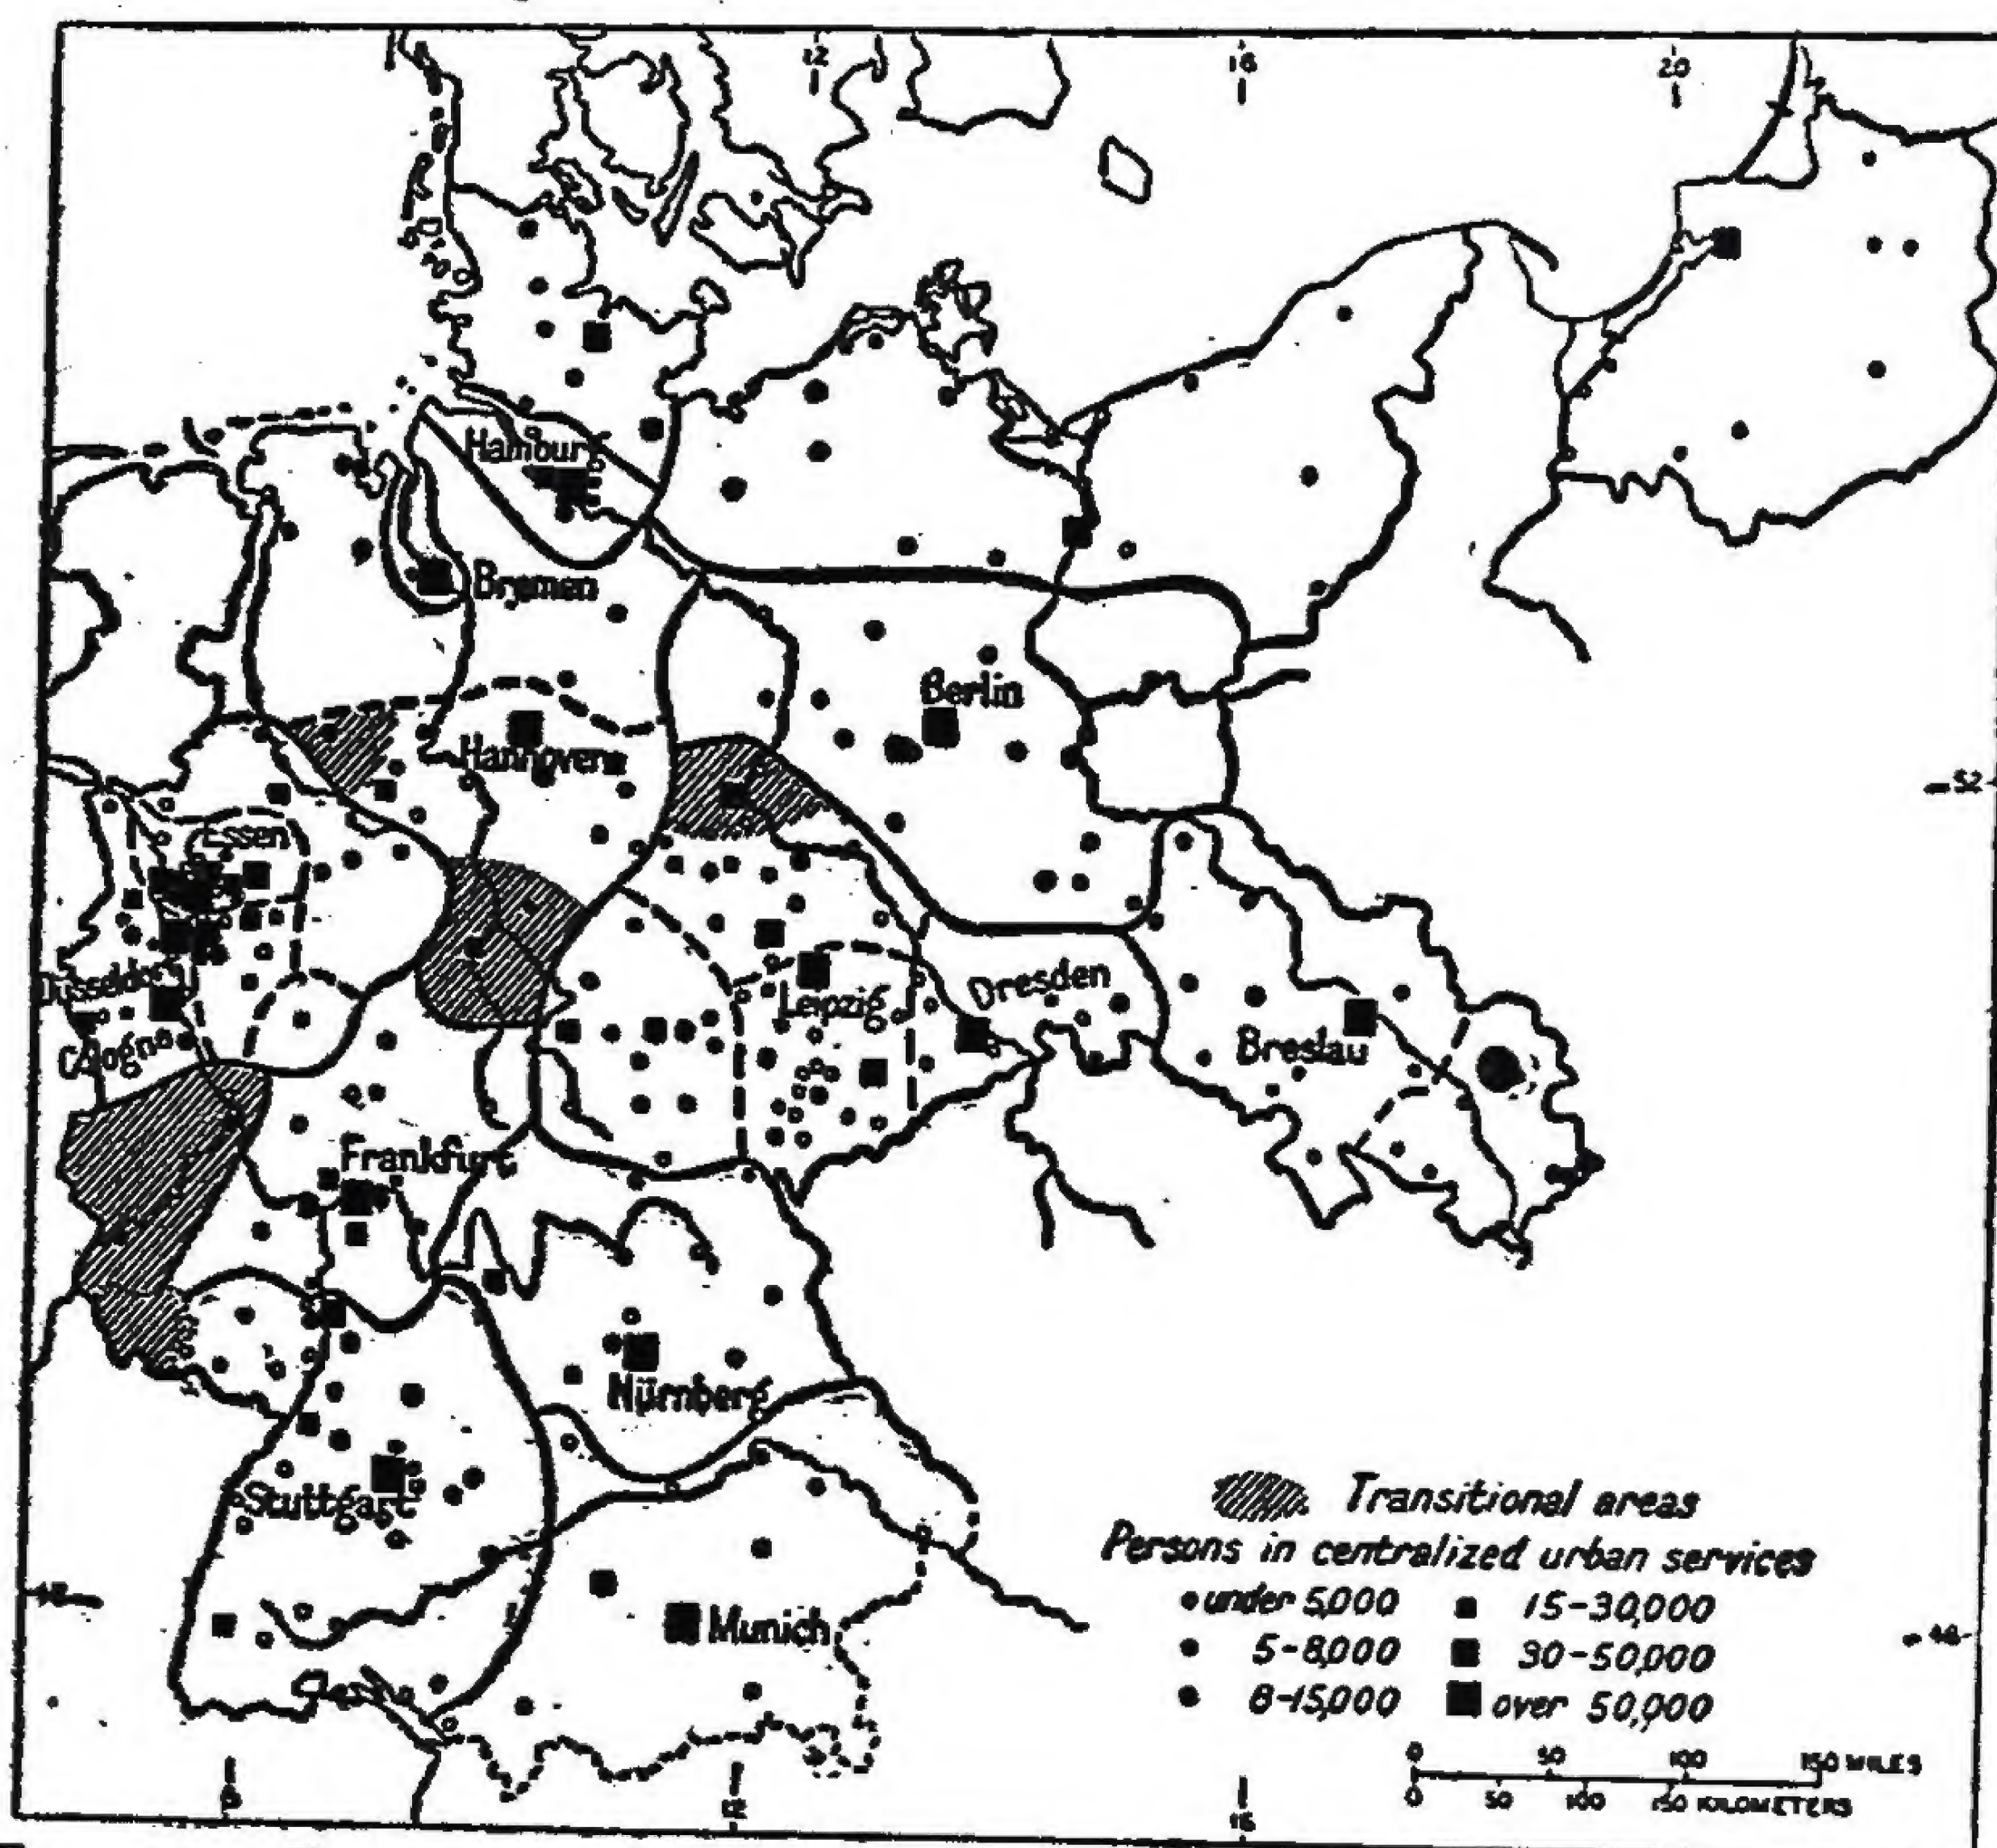 12
16
20
Hamburg
Bremen
Berlin
Hannover
52
Essen
Düsseldorf
Leipzig
Dresden
Cologne
Breslau
Frankfurt
Nürnberg
Stuttgart
Transitional areas
Persons in centralized urban services
under 5,000
15-30,000
5-8,000
30-50,000
8-15,000
over 50,000
Munich
48
0 50 100 150 MILES
0 50 100 150 KILOMETERS
12